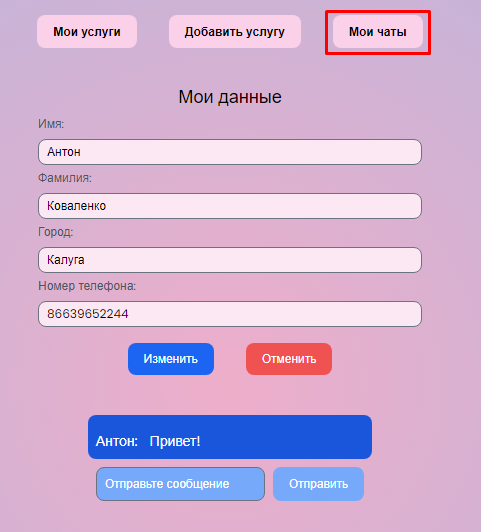 Мои услуги Добавить услугу Мои чаты
Мои данные
Имя:
Антон
Фамилия:
Коваленко
Город:
Калуга
Номер телефона:
86639652244
Изменить Отменить
Антон: Привет!
Отправьте сообщение Отправить